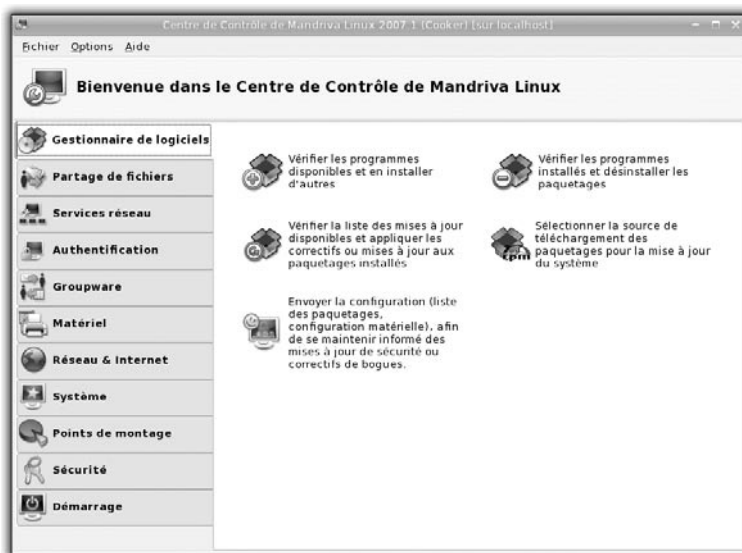 Centre de Contrôle de Mandriva Linux 2007.1 (Cooker) [sur localhost]
Fichier Options Aide
Bienvenue dans le Centre de Contrôle de Mandriva Linux
Gestionnaire de logiciels
Partage de fichiers
Services réseau
Authentification
Groupware
Matériel
Réseau & Internet
Système
Points de montage
Sécurité
Démarrage
Vérifier les programmes
disponibles et en installer
d'autres
Vérifier les programmes
installés et désinstaller les
paquetages
Vérifier la liste des mises à jour
disponibles et appliquer les
correctifs ou mises à jour aux
paquetages installés
rpm
Sélectionner la source de
téléchargement des
paquetages pour la mise à jour
du système
Envoyer la configuration (liste
des paquetages,
configuration matérielle), afin
de se maintenir informé des
mises à jour de sécurité ou
correctifs de bogues.